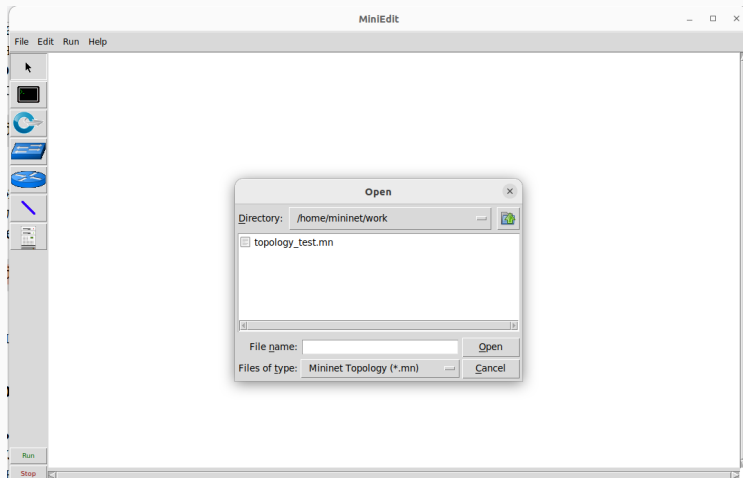 MiniEdit
File Edit Run Help
Open
Directory: /home/mininet/work
topology_test.mn
File name: Open
Files of type: Mininet Topology (*.mn) Cancel
Run
Stop